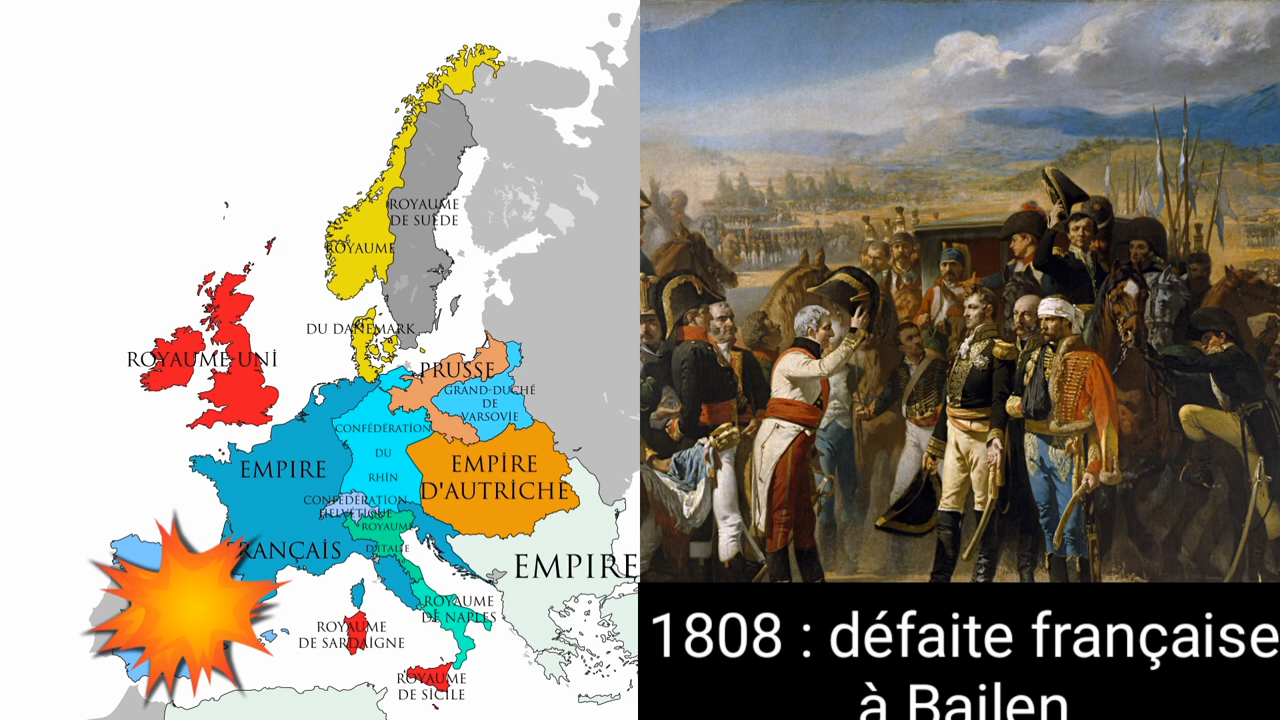 ROYAUME
DE SUÈDE
ROYAUME
DU DANEMARK
ROYAUME-UNI
PRUSSE
GRAND-DUCHÉ
DE
VARSOVIE
CONFÉDÉRATION
DU
RHIN
EMPIRE
EMPIRE
D'AUTRICHE
CONFÉDÉRATION
HELVÉTIQUE
ROYAUME
D'ITALIE
RANÇAIS
EMPIRE
ROYAUME
DE NAPLES
ROYAUME
DE SARDAIGNE
ROYAUME
DE SICILE
1808 : défaite française
à Bailen